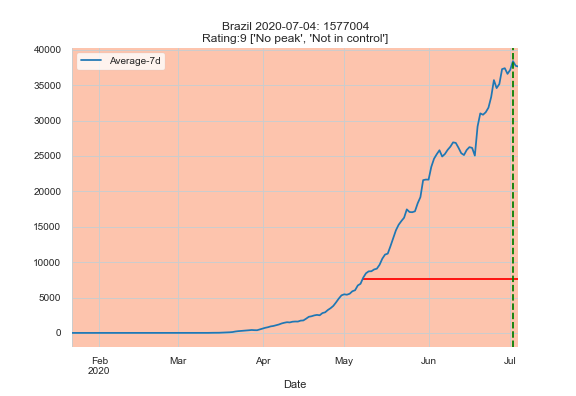 Brazil 2020-07-04: 1577004
Rating:9 ['No peak', 'Not in control']
Average-7d
40000
35000
30000
25000
20000
15000
10000
5000
0
Feb Mar Apr May Jun Jul
2020
Date